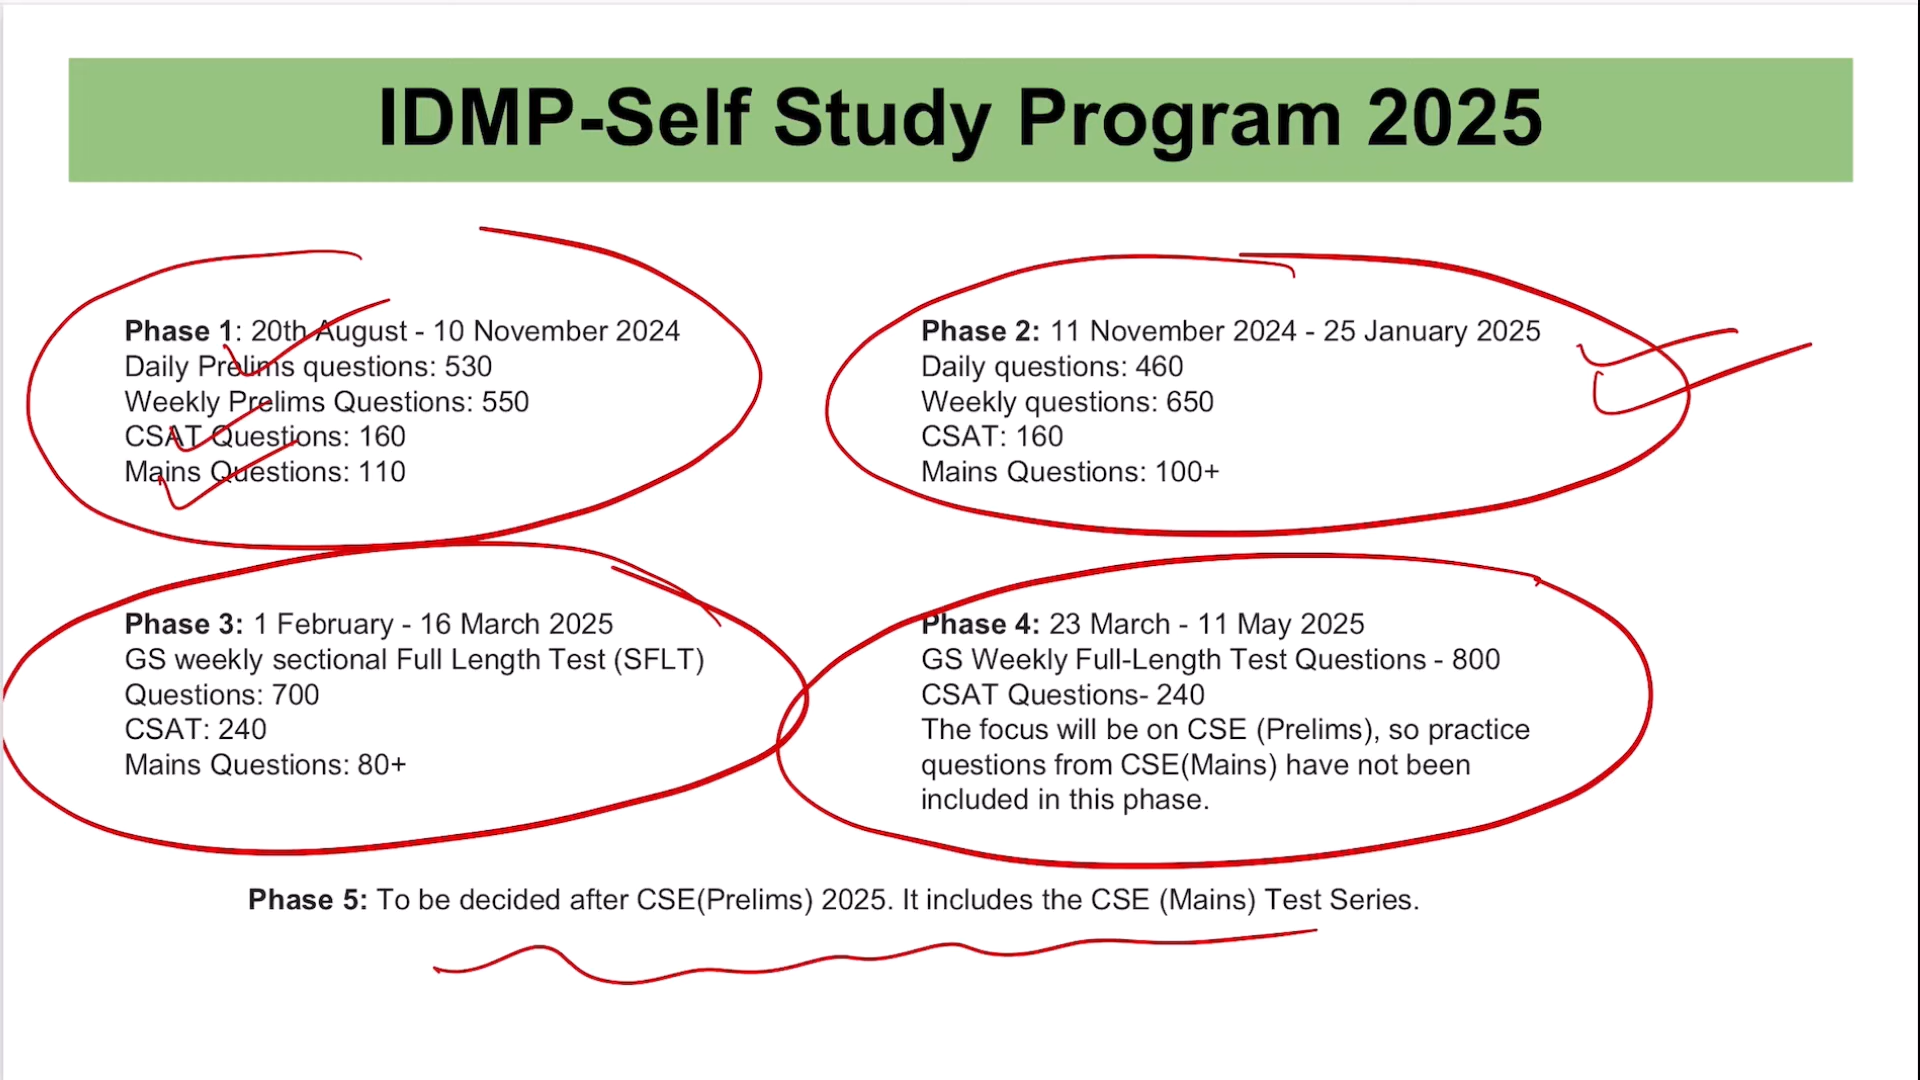 IDMP-Self Study Program 2025
Phase 1: 20th August - 10 November 2024
Daily Prelims questions: 530
Weekly Prelims Questions: 550
CSAT Questions: 160
Mains Questions: 110
Phase 2: 11 November 2024 - 25 January 2025
Daily questions: 460
Weekly questions: 650
CSAT: 160
Mains Questions: 100+
Phase 3: 1 February - 16 March 2025
GS weekly sectional Full Length Test (SFLT)
Questions: 700
CSAT: 240
Mains Questions: 80+
Phase 4: 23 March - 11 May 2025
GS Weekly Full-Length Test Questions - 800
CSAT Questions- 240
The focus will be on CSE (Prelims), so practice
questions from CSE(Mains) have not been
included in this phase.
Phase 5: To be decided after CSE(Prelims) 2025. It includes the CSE (Mains) Test Series.